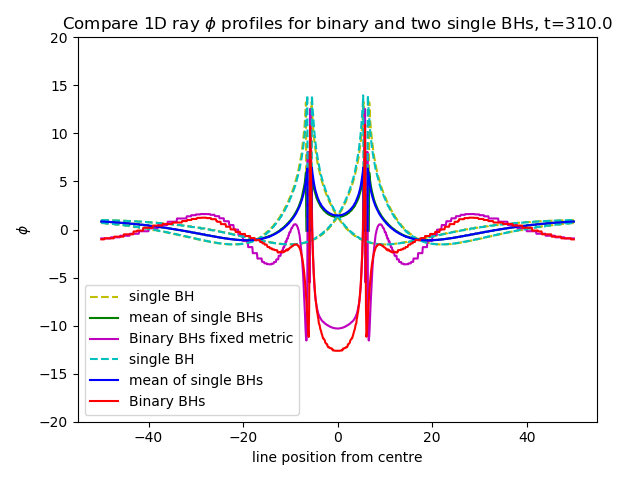 Compare 1D ray ϕ profiles for binary and two single BHs, t=310.0
20
15
10
5
0
−5
−10
−15
−20
ϕ
single BH
mean of single BHs
Binary BHs fixed metric
single BH
mean of single BHs
Binary BHs
−40 −20 0 20 40
line position from centre